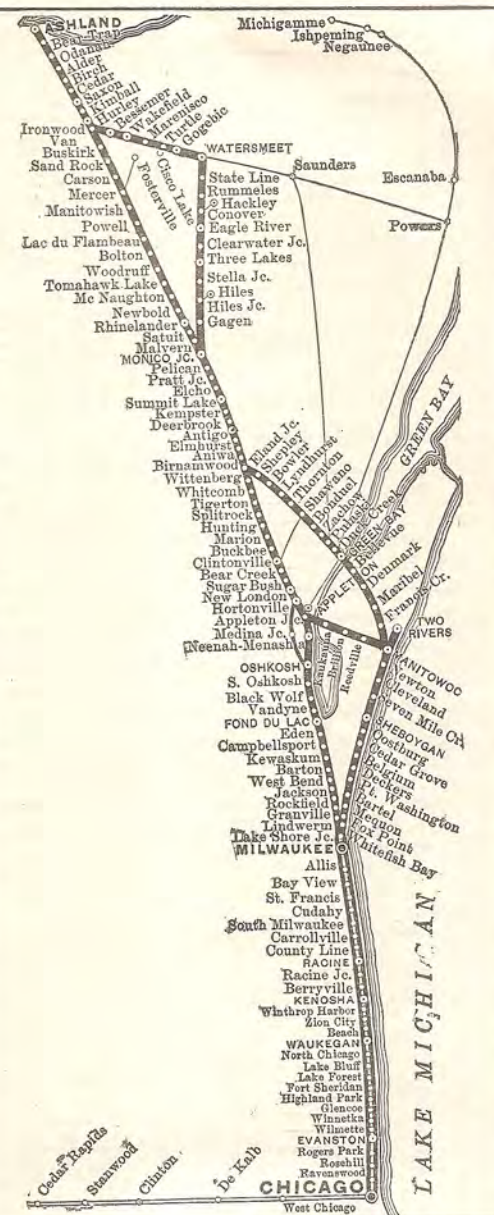 ASHLAND
Bear Trap
Odanah
Alder
Birch
Cedar
Saxon
Kimball
Hurley
Bessemer
Wakefield
Marenisco
Turtle
Gogebic
Michigamme
Ishpeming
Negaunee
Ironwood
Van
Buskirk
Sand Rock
Carson
Mercer
Manitowish
Powell
Lac du Flambeau
Bolton
Woodruff
Tomahawk Lake
Mc Naughton
Newbold
Rhinelander
Satuit
Malvern
MONICO JC.
Cisco Lake
Fosterville
WATERSMEET
State Line
Rummeles
Hackley
Conover
Eagle River
Clearwater Jc.
Three Lakes
Stella Jc.
Hiles
Hiles Jc.
Gagen
Saunders
Escanaba
Powers
Pelican
Pratt Jc.
Elcho
Summit Lake
Kempster
Deerbrook
Antigo
Elmhurst
Aniwa
Birnamwood
Wittenberg
Whitcomb
Tigerton
Splitrock
Hunting
Marion
Buckbee
Clintonville
Bear Creek
Sugar Bush
New London
Hortonville
Appleton Jc.
Medina Jc.
Neenah-Menasha
Eland Jc.
Shepley
Bowler
Lyndhurst
Thornton
Shawano
Bonduel
Zachow
Pulaski
Duck Creek
GREEN BAY
Bellevue
Denmark
Maribel
Francis Cr.
GREEN BAY
APPLETON
Kaukauna
Brillion
Reedville
TWO
RIVERS
MANITOWOC
Newton
Cleveland
Seven Mile Cr.
SHEBOYGAN
Oostburg
Cedar Grove
Belgium
Deckers
Pt. Washington
Bartel
Mequon
Fox Point
Whitefish Bay
OSHKOSH
S. Oshkosh
Black Wolf
Vandyne
FOND DU LAC
Eden
Campbellsport
Kewaskum
Barton
West Bend
Jackson
Rockfield
Granville
Lindwerm
Lake Shore Jc.
MILWAUKEE
Allis
Bay View
St. Francis
Cudahy
South Milwaukee
Carrollville
County Line
RACINE
Racine Jc.
Berryville
KENOSHA
Winthrop Harbor
Zion City
Beach
WAUKEGAN
North Chicago
Lake Bluff
Lake Forest
Fort Sheridan
Highland Park
Glencoe
Winnetka
Wilmette
EVANSTON
Rogers Park
Rosehill
Ravenswood
CHICAGO
LAKE MICHIGAN
Cedar Rapids
Stanwood
Clinton
De Kalb
West Chicago